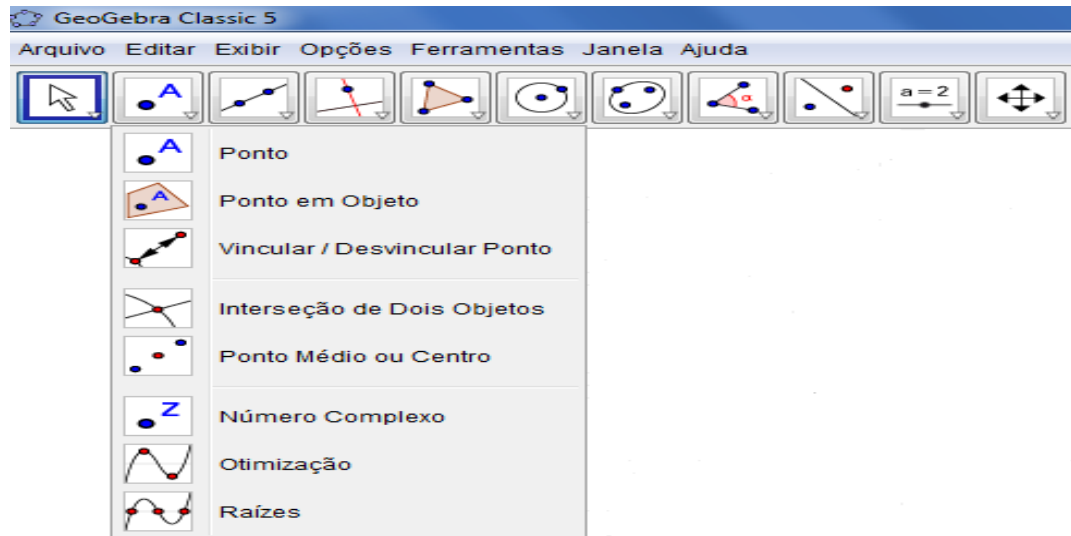 GeoGebra Classic 5
Arquivo Editar Exibir Opções Ferramentas Janela Ajuda
A α a = 2
A Ponto
A Ponto em Objeto
Vincular / Desvincular Ponto
Interseção de Dois Objetos
Ponto Médio ou Centro
Z Número Complexo
Otimização
Raízes